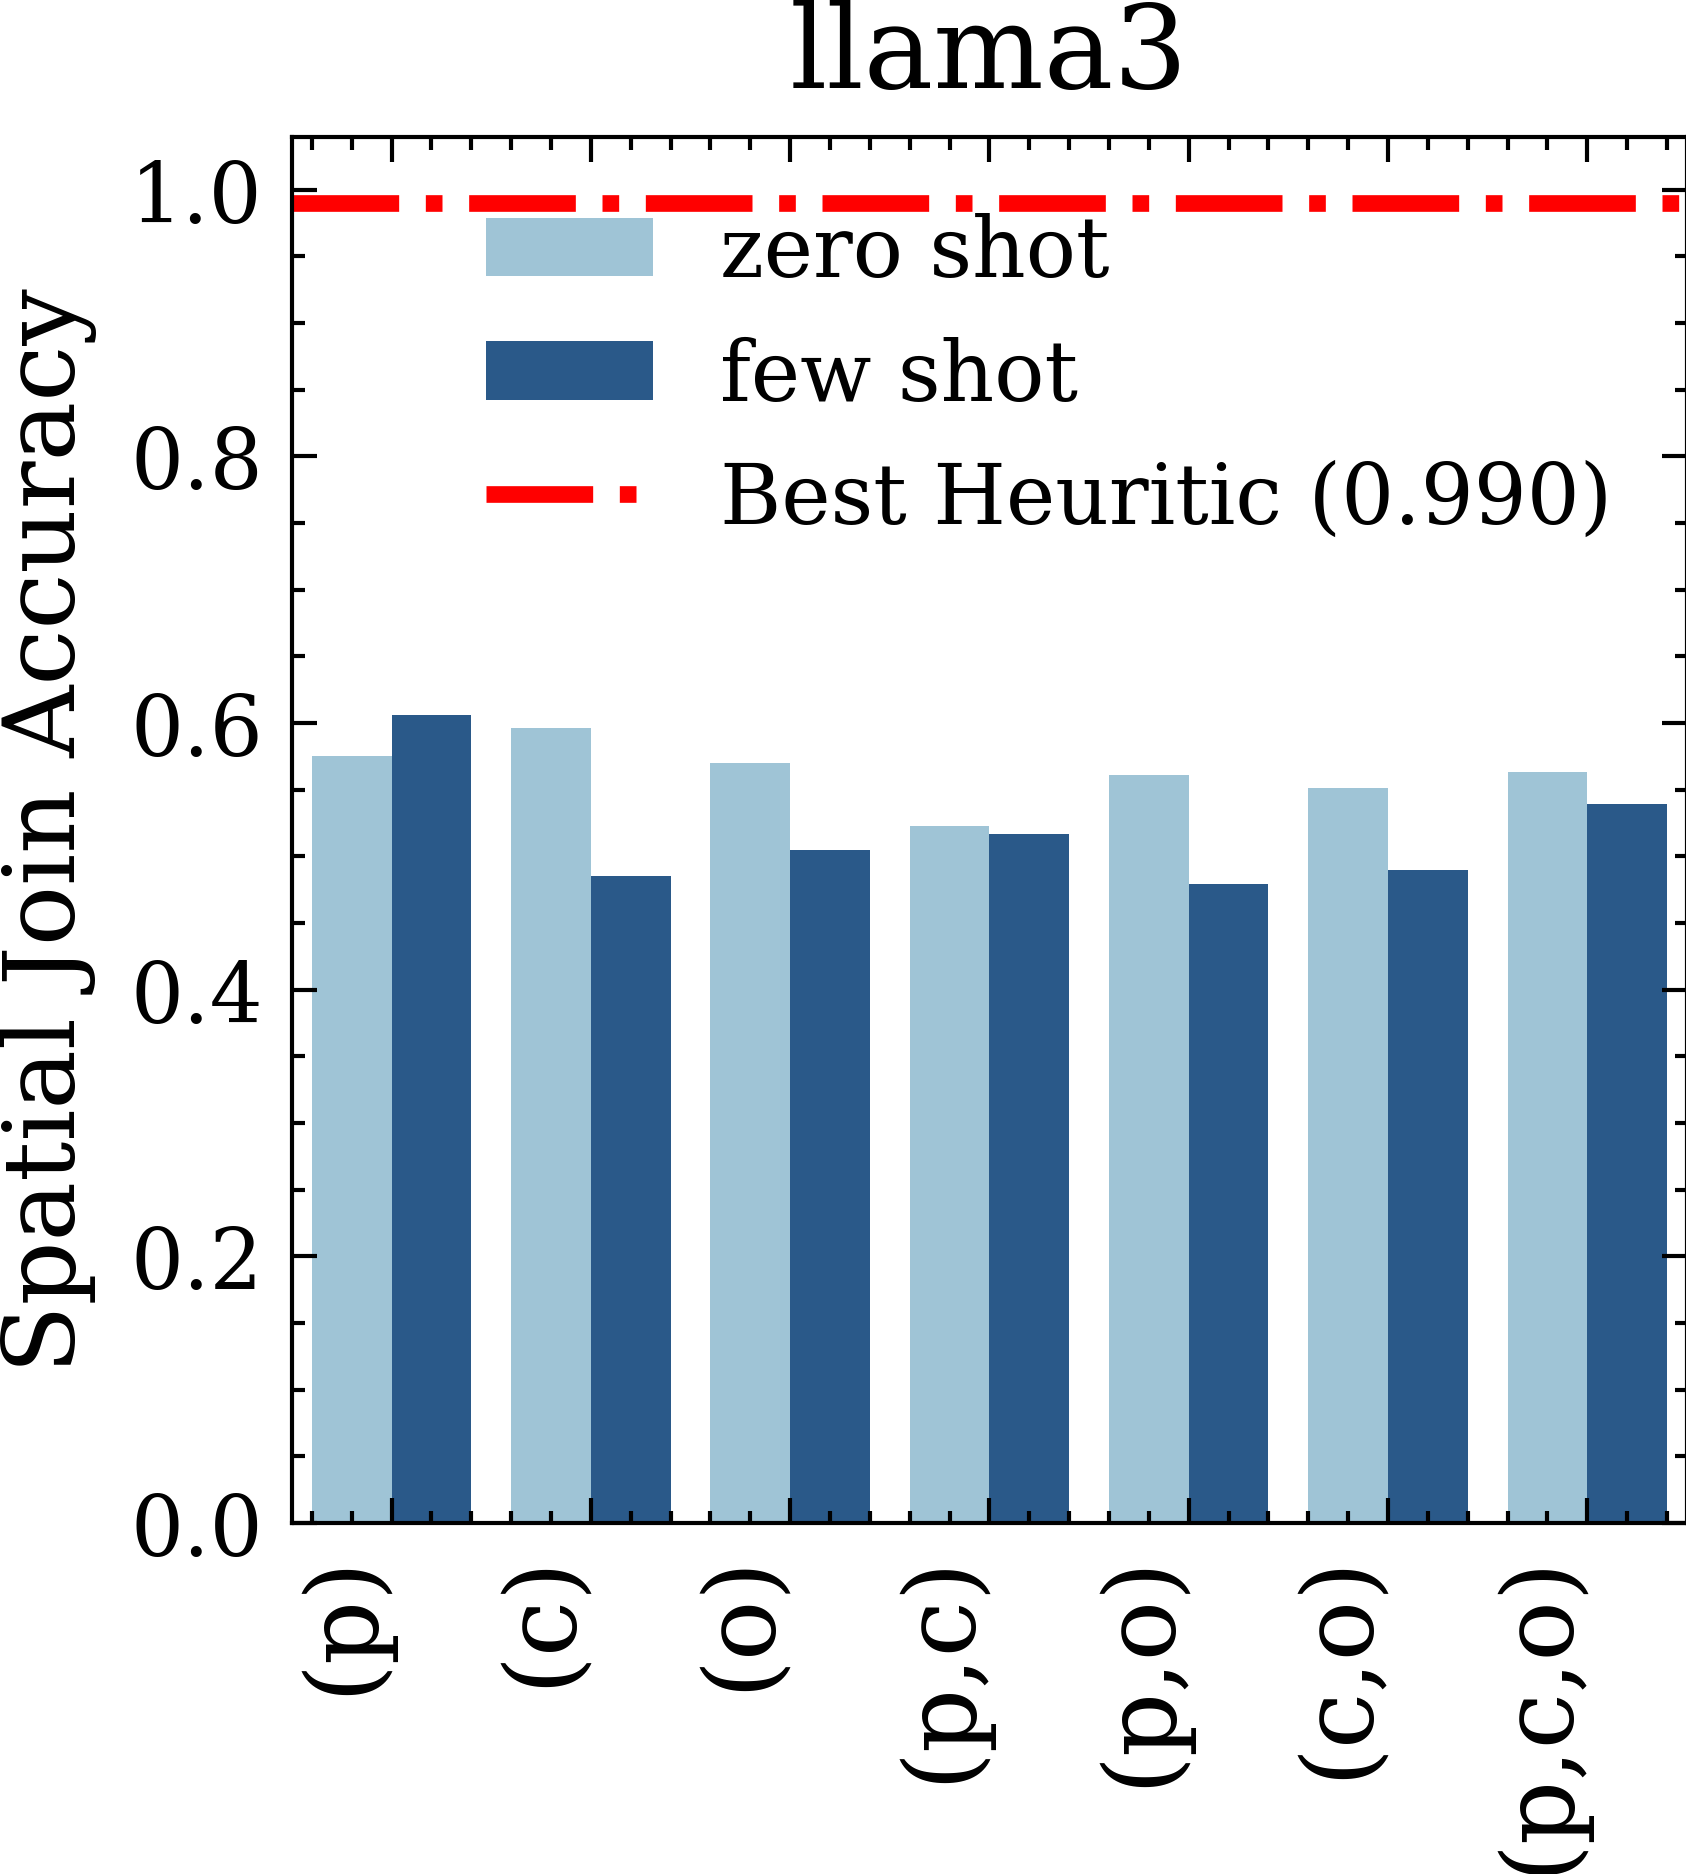 llama3
Spatial Join Accuracy
1.0
0.8
0.6
0.4
0.2
0.0
zero shot
few shot
Best Heuritic (0.990)
(p)
(c)
(o)
(p,c)
(p,o)
(c,o)
(p,c,o)